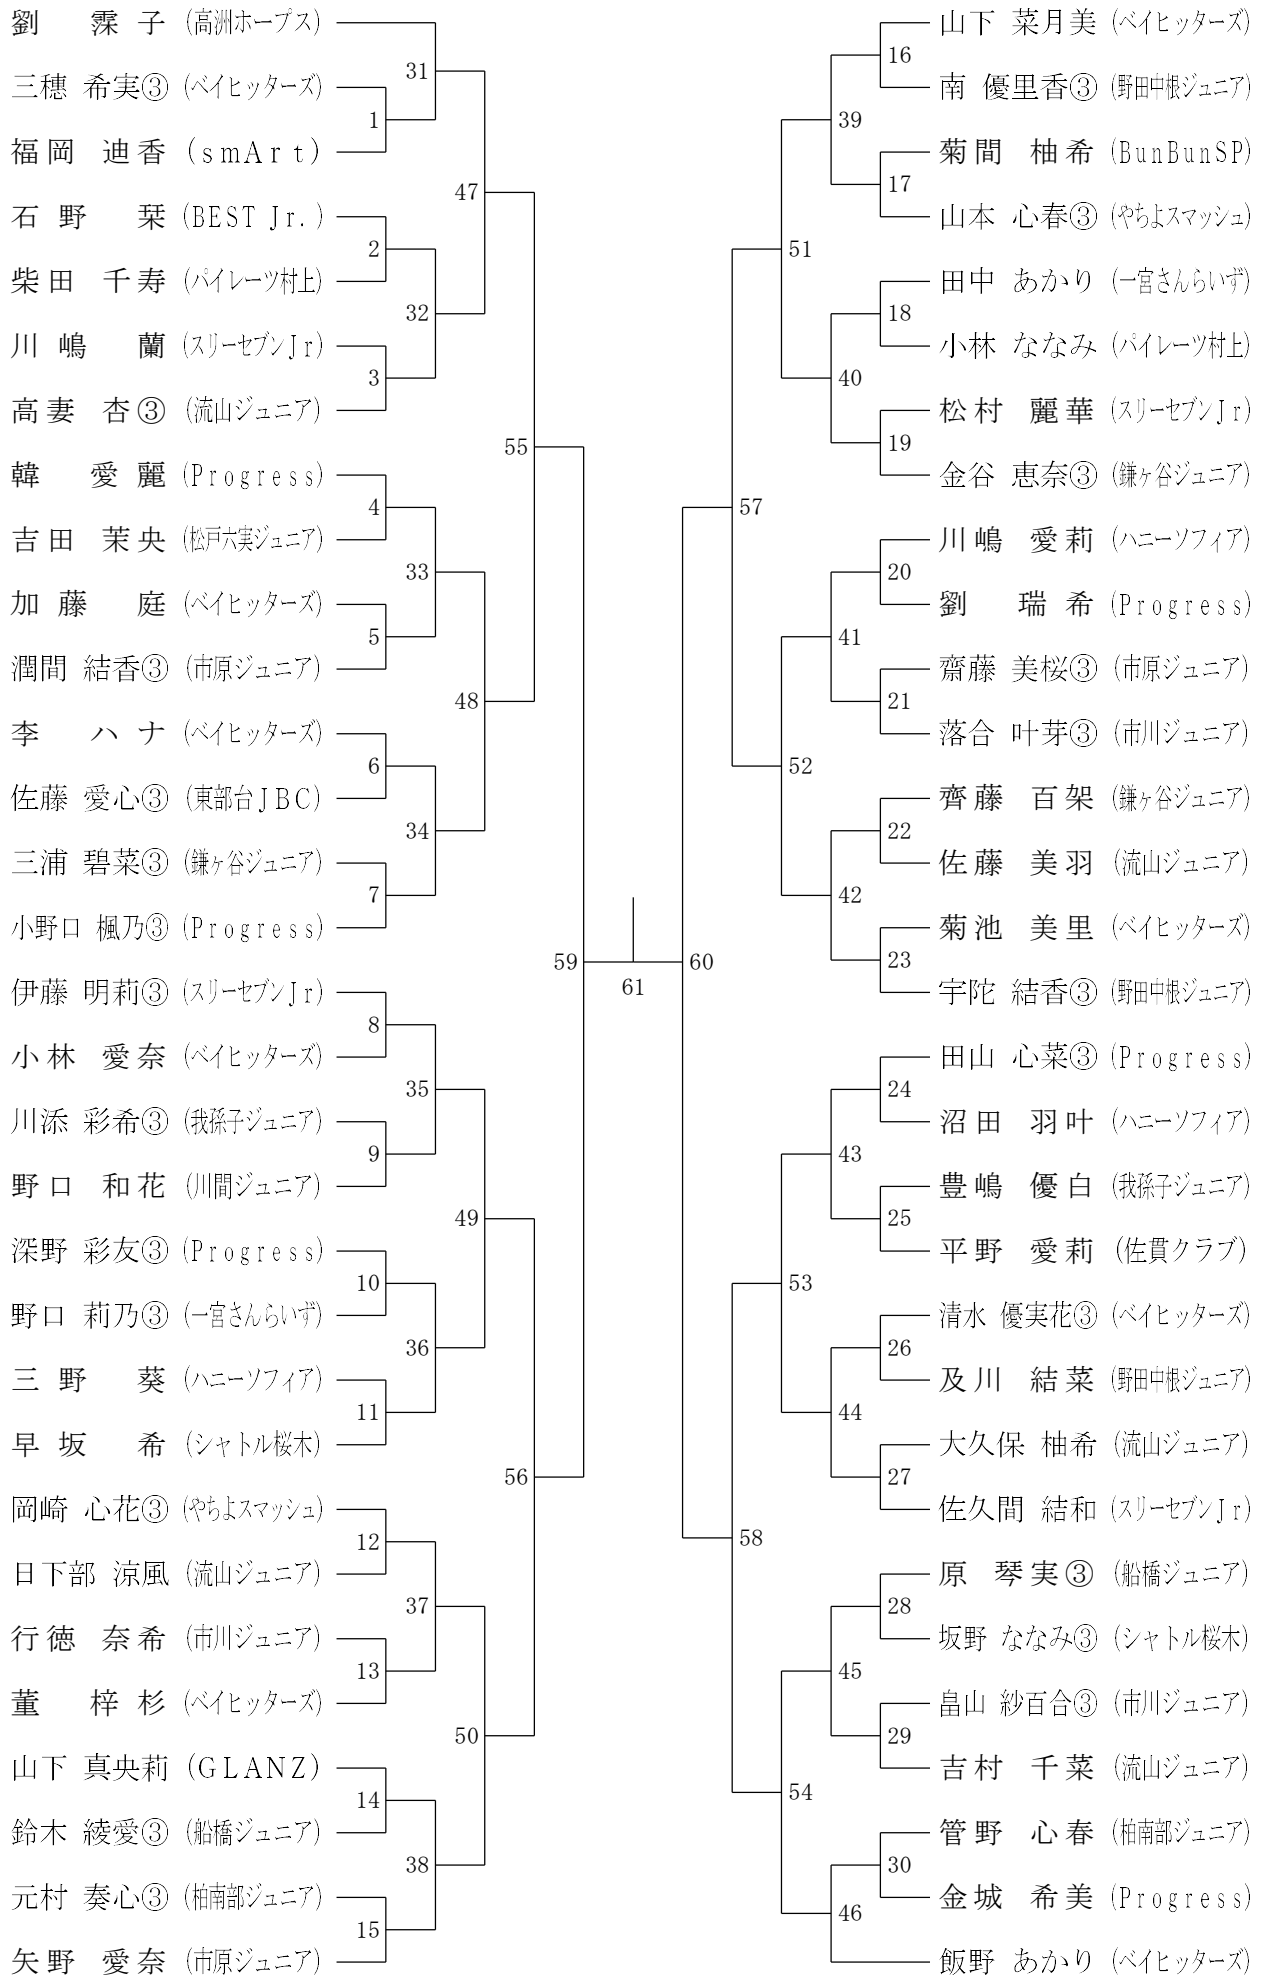 劉 霂子 (高洲ホープス)
三穂 希実③ (ベイヒッターズ)
福岡 迪香 (smArt)
石野 栞 (BEST Jr.)
柴田 千寿 (パイレーツ村上)
川嶋 蘭 (スリーセブンJr)
高妻 杏③ (流山ジュニア)
韓 愛麗 (Progress)
吉田 茉央 (松戸六実ジュニア)
加藤 庭 (ベイヒッターズ)
潤間 結香③ (市原ジュニア)
李 ハナ (ベイヒッターズ)
佐藤 愛心③ (東部台JBC)
三浦 碧菜③ (鎌ヶ谷ジュニア)
小野口 楓乃③ (Progress)
伊藤 明莉③ (スリーセブンJr)
小林 愛奈 (ベイヒッターズ)
川添 彩希③ (我孫子ジュニア)
野口 和花 (川間ジュニア)
深野 彩友③ (Progress)
野口 莉乃③ (一宮さんらいず)
三野 葵 (ハニーソフィア)
早坂 希 (シャトル桜木)
岡崎 心花③ (やちよスマッシュ)
日下部 涼風 (流山ジュニア)
行徳 奈希 (市川ジュニア)
董 梓杉 (ベイヒッターズ)
山下 真央莉 (GLANZ)
鈴木 綾愛③ (船橋ジュニア)
元村 奏心③ (柏南部ジュニア)
矢野 愛奈 (市原ジュニア)
1
2
3
4
5
6
7
8
9
10
11
12
13
14
15
31
32
33
34
35
36
37
38
47
48
49
50
55
56
59
61
60
57
58
51
52
53
54
39
40
41
42
43
44
45
46
16
17
18
19
20
21
22
23
24
25
26
27
28
29
30
山下 菜月美 (ベイヒッターズ)
南 優里香③ (野田中根ジュニア)
菊間 柚希 (BunBunSP)
山本 心春③ (やちよスマッシュ)
田中 あかり (一宮さんらいず)
小林 ななみ (パイレーツ村上)
松村 麗華 (スリーセブンJr)
金谷 恵奈③ (鎌ヶ谷ジュニア)
川嶋 愛莉 (ハニーソフィア)
劉 瑞希 (Progress)
齋藤 美桜③ (市原ジュニア)
落合 叶芽③ (市川ジュニア)
齊藤 百架 (鎌ヶ谷ジュニア)
佐藤 美羽 (流山ジュニア)
菊池 美里 (ベイヒッターズ)
宇陀 結香③ (野田中根ジュニア)
田山 心菜③ (Progress)
沼田 羽叶 (ハニーソフィア)
豊嶋 優白 (我孫子ジュニア)
平野 愛莉 (佐貫クラブ)
清水 優実花③ (ベイヒッターズ)
及川 結菜 (野田中根ジュニア)
大久保 柚希 (流山ジュニア)
佐久間 結和 (スリーセブンJr)
原 琴実③ (船橋ジュニア)
坂野 ななみ③ (シャトル桜木)
畠山 紗百合③ (市川ジュニア)
吉村 千菜 (流山ジュニア)
管野 心春 (柏南部ジュニア)
金城 希美 (Progress)
飯野 あかり (ベイヒッターズ)